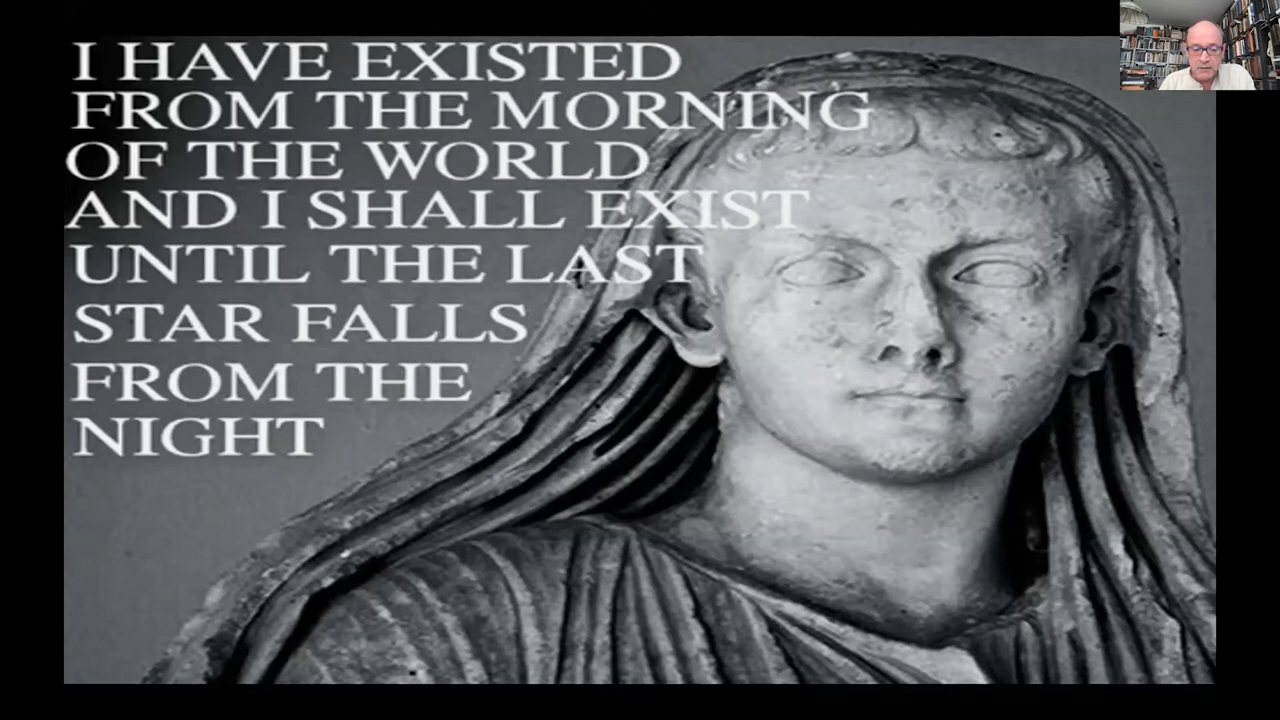 I HAVE EXISTED
FROM THE MORNING
OF THE WORLD
AND I SHALL EXIST
UNTIL THE LAST
STAR FALLS
FROM THE
NIGHT